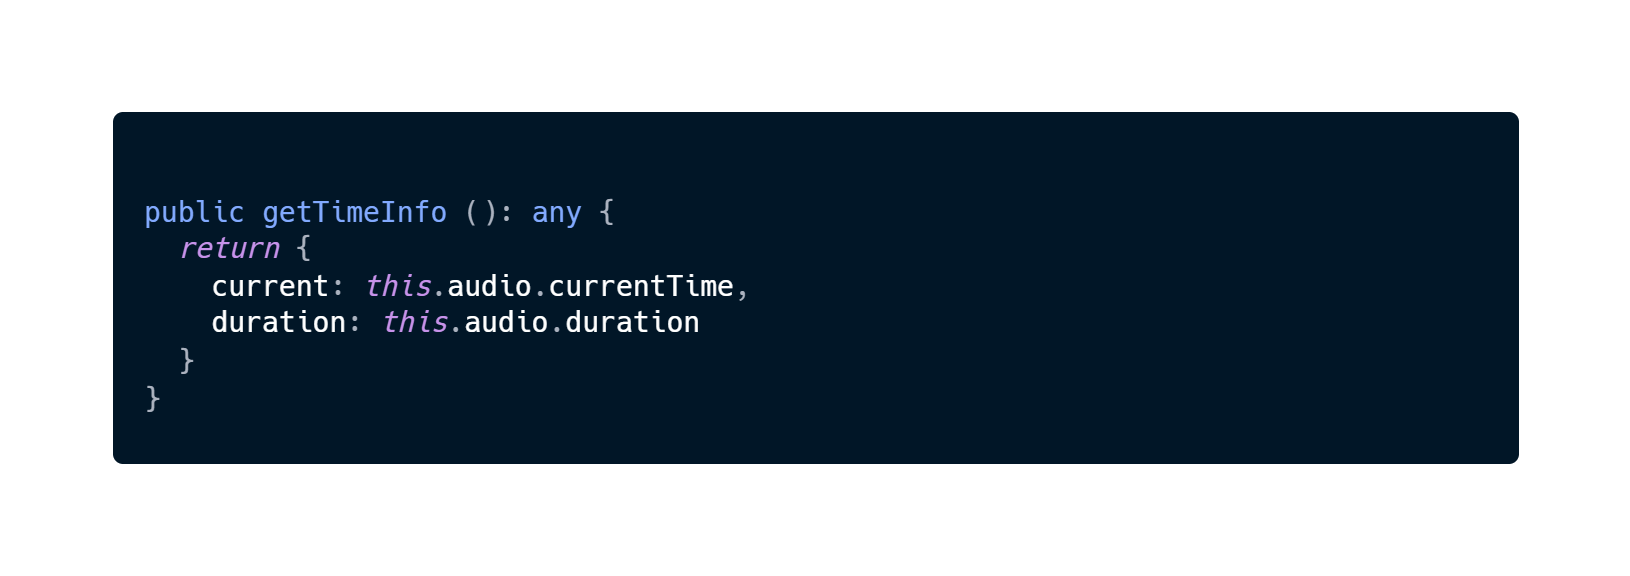 public getTimeInfo (): any {
  return {
    current: this.audio.currentTime,
    duration: this.audio.duration
  }
}